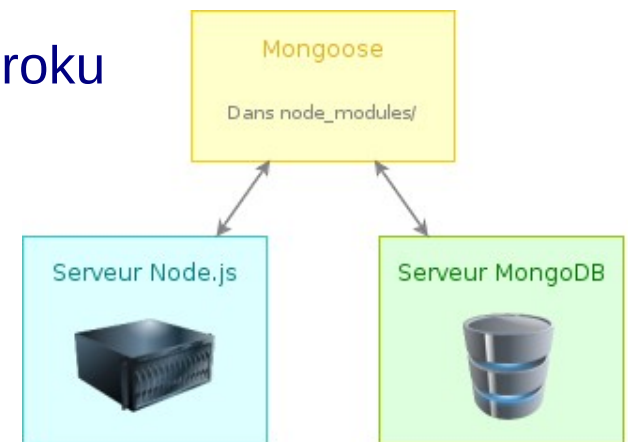 roku
Mongoose
Dans node_modules/
Serveur Node.js
Serveur MongoDB